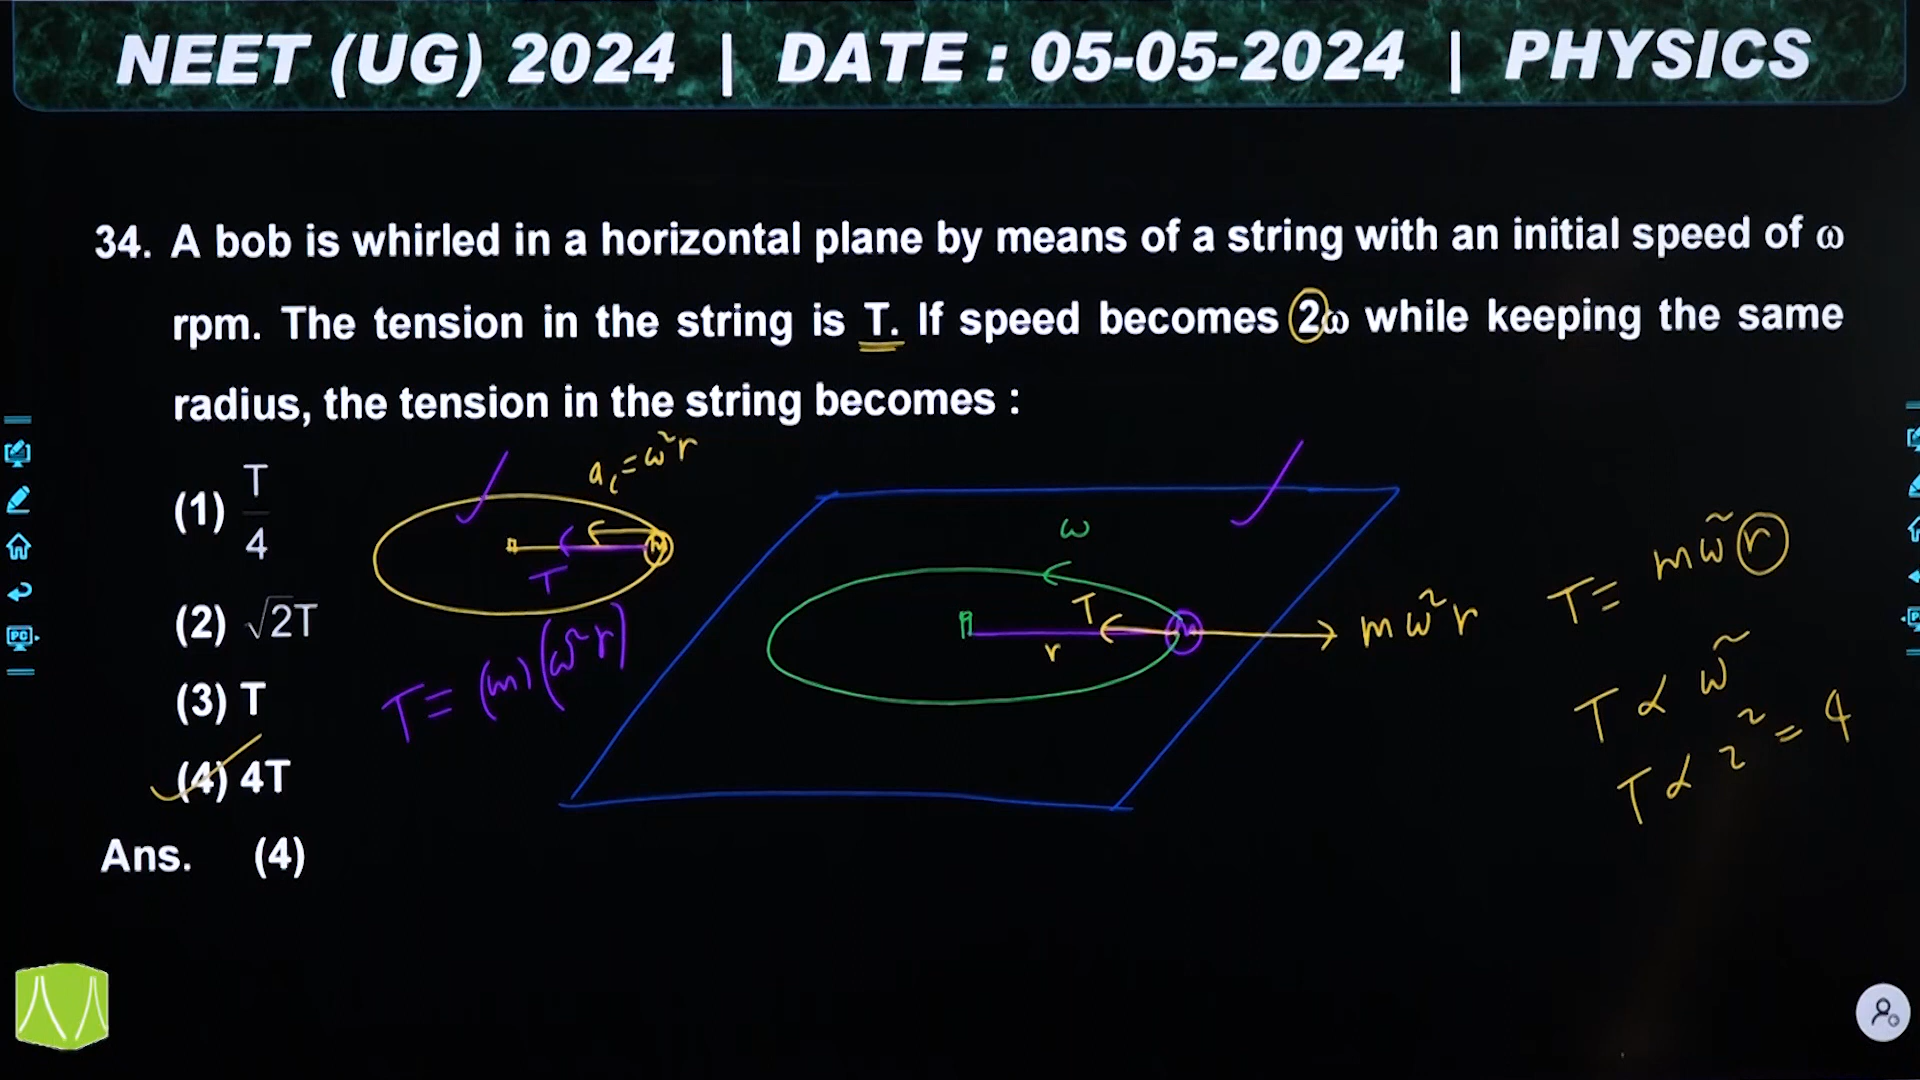 NEET (UG) 2024 | DATE : 05-05-2024 | PHYSICS
34. A bob is whirled in a horizontal plane by means of a string with an initial speed of ω
rpm. The tension in the string is T. If speed becomes 2ω while keeping the same
radius, the tension in the string becomes :
(1) T/4
(2) √2T
(3) T
(4) 4T
Ans. (4)
a_c = ω²r
T
m
T = (m)(ω²r)
ω
T
r
m
mω²r
T = mω²r
T ∝ ω²
T ∝ 2² = 4
PC